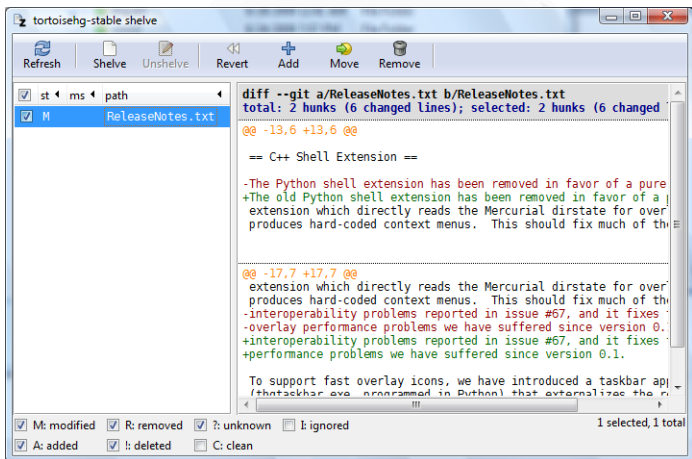 tortoisehg-stable shelve
Refresh Shelve Unshelve Revert Add Move Remove
st ms path
M ReleaseNotes.txt
diff --git a/ReleaseNotes.txt b/ReleaseNotes.txt
total: 2 hunks (6 changed lines); selected: 2 hunks (6 changed
@@ -13,6 +13,6 @@
== C++ Shell Extension ==
-The Python shell extension has been removed in favor of a pure
+The old Python shell extension has been removed in favor of a
extension which directly reads the Mercurial dirstate for over
produces hard-coded context menus.  This should fix much of the
@@ -17,7 +17,7 @@
extension which directly reads the Mercurial dirstate for over
produces hard-coded context menus.  This should fix much of the
-interoperability problems reported in issue #67, and it fixes
-overlay performance problems we have suffered since version 0.
+interoperability problems reported in issue #67, and it fixes
+performance problems we have suffered since version 0.1.
To support fast overlay icons, we have introduced a taskbar
(thgtaskbar.exe, programmed in Python) that externalizes the
M: modified R: removed ?: unknown I: ignored
1 selected, 1 total
A: added !: deleted C: clean